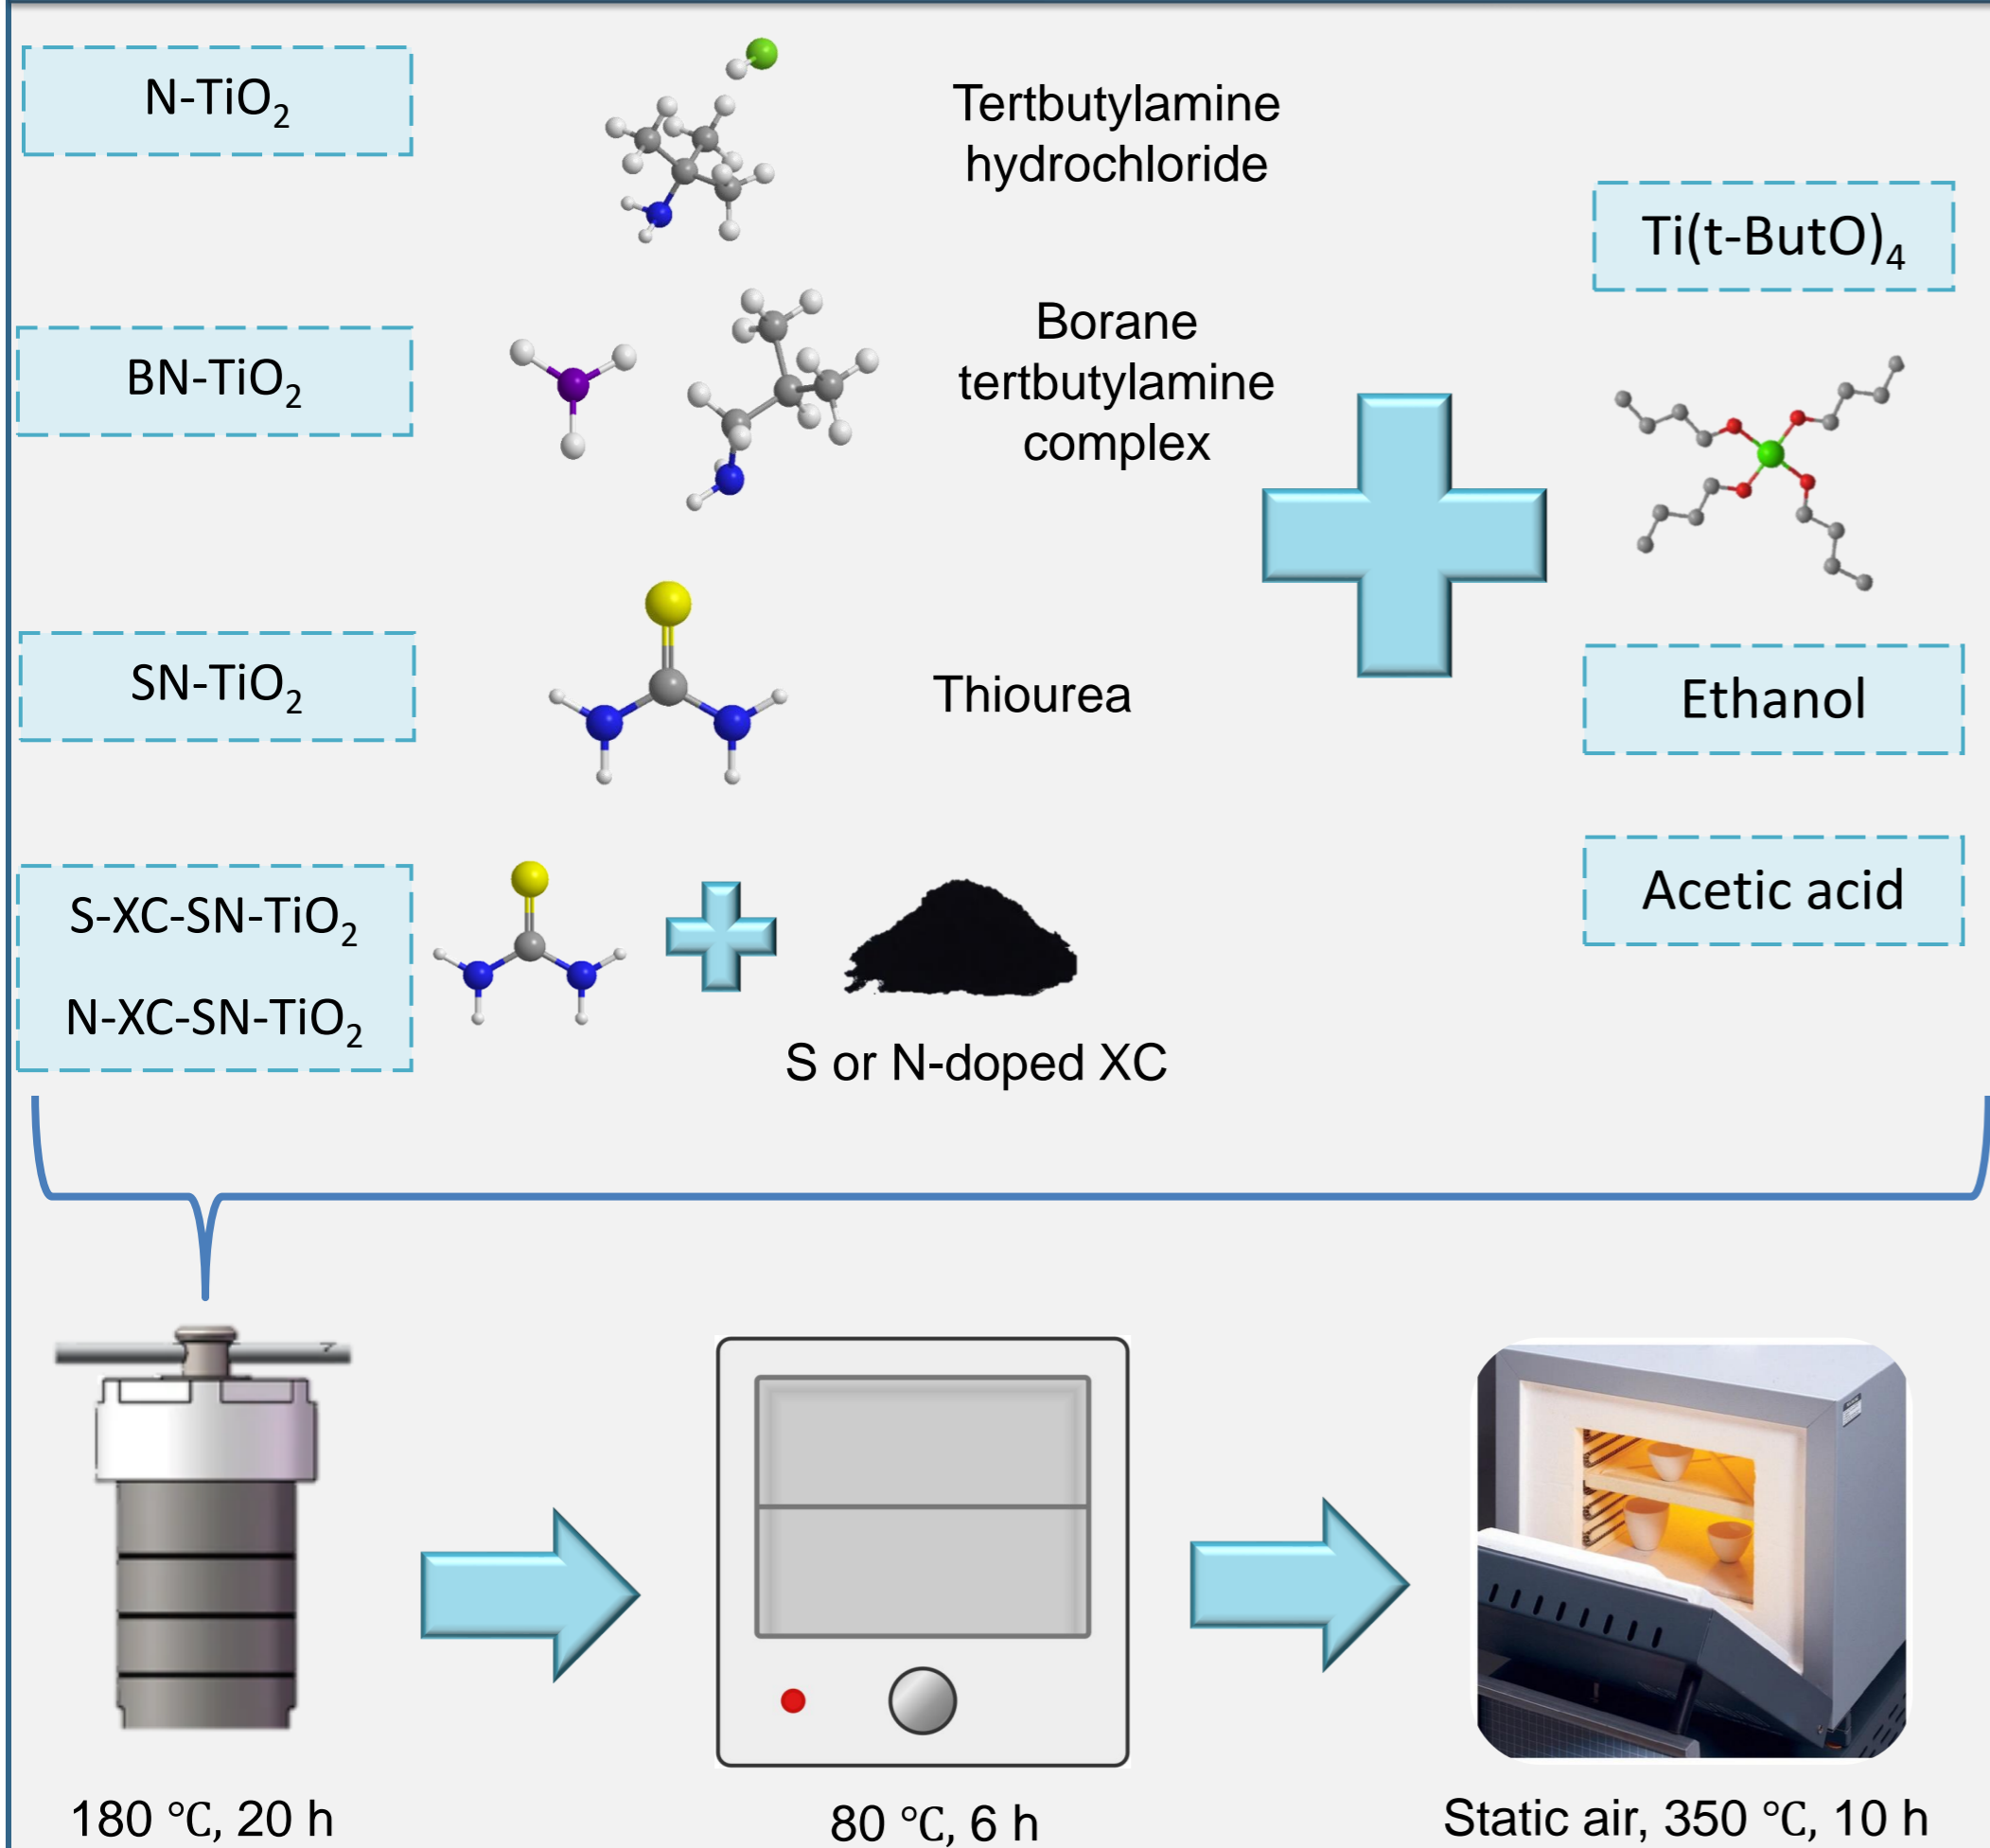 N-TiO₂
Tertbutylamine
hydrochloride
Ti(t-ButO)₄
BN-TiO₂
Borane
tertbutylamine
complex
SN-TiO₂
Thiourea
Ethanol
Acetic acid
S-XC-SN-TiO₂
N-XC-SN-TiO₂
S or N-doped XC
180 °C, 20 h
80 °C, 6 h
Static air, 350 °C, 10 h